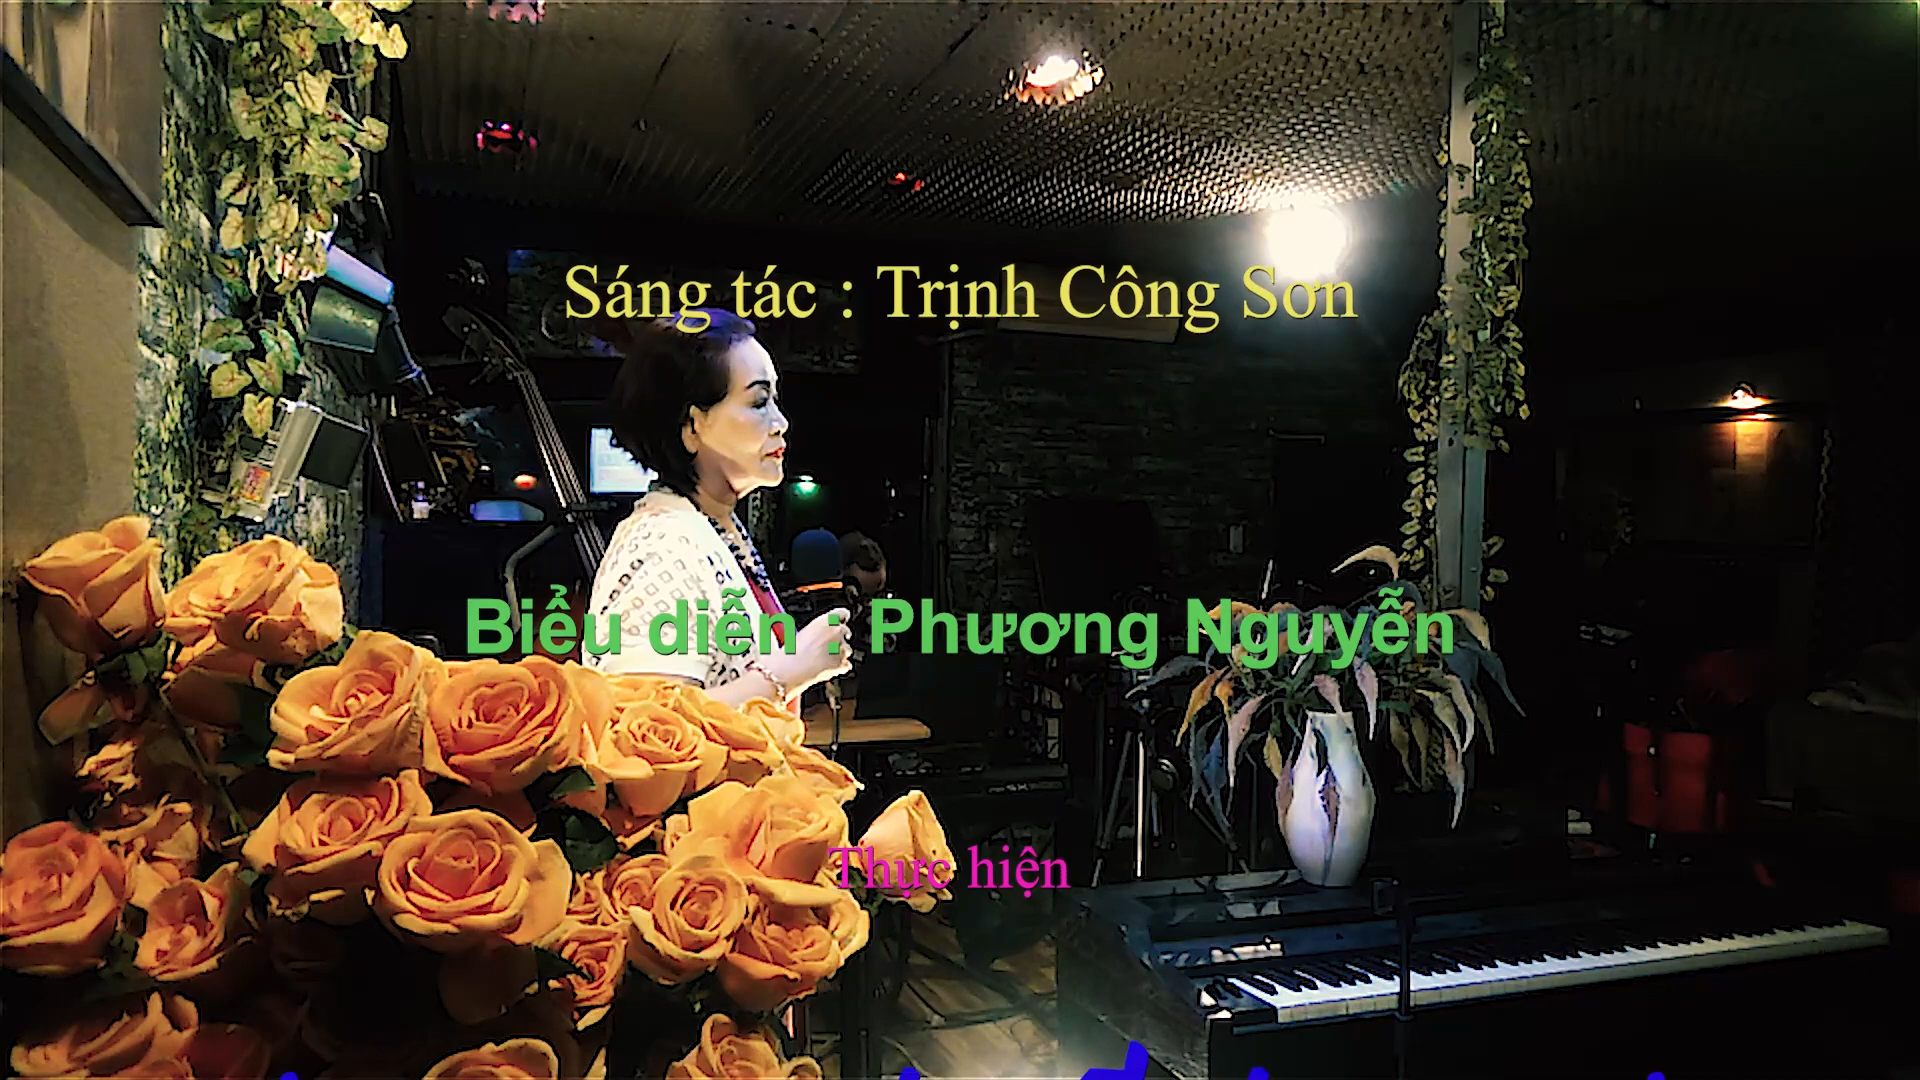 Sáng tác : Trịnh Công Sơn
Biểu diễn : Phương Nguyễn
Thực hiện